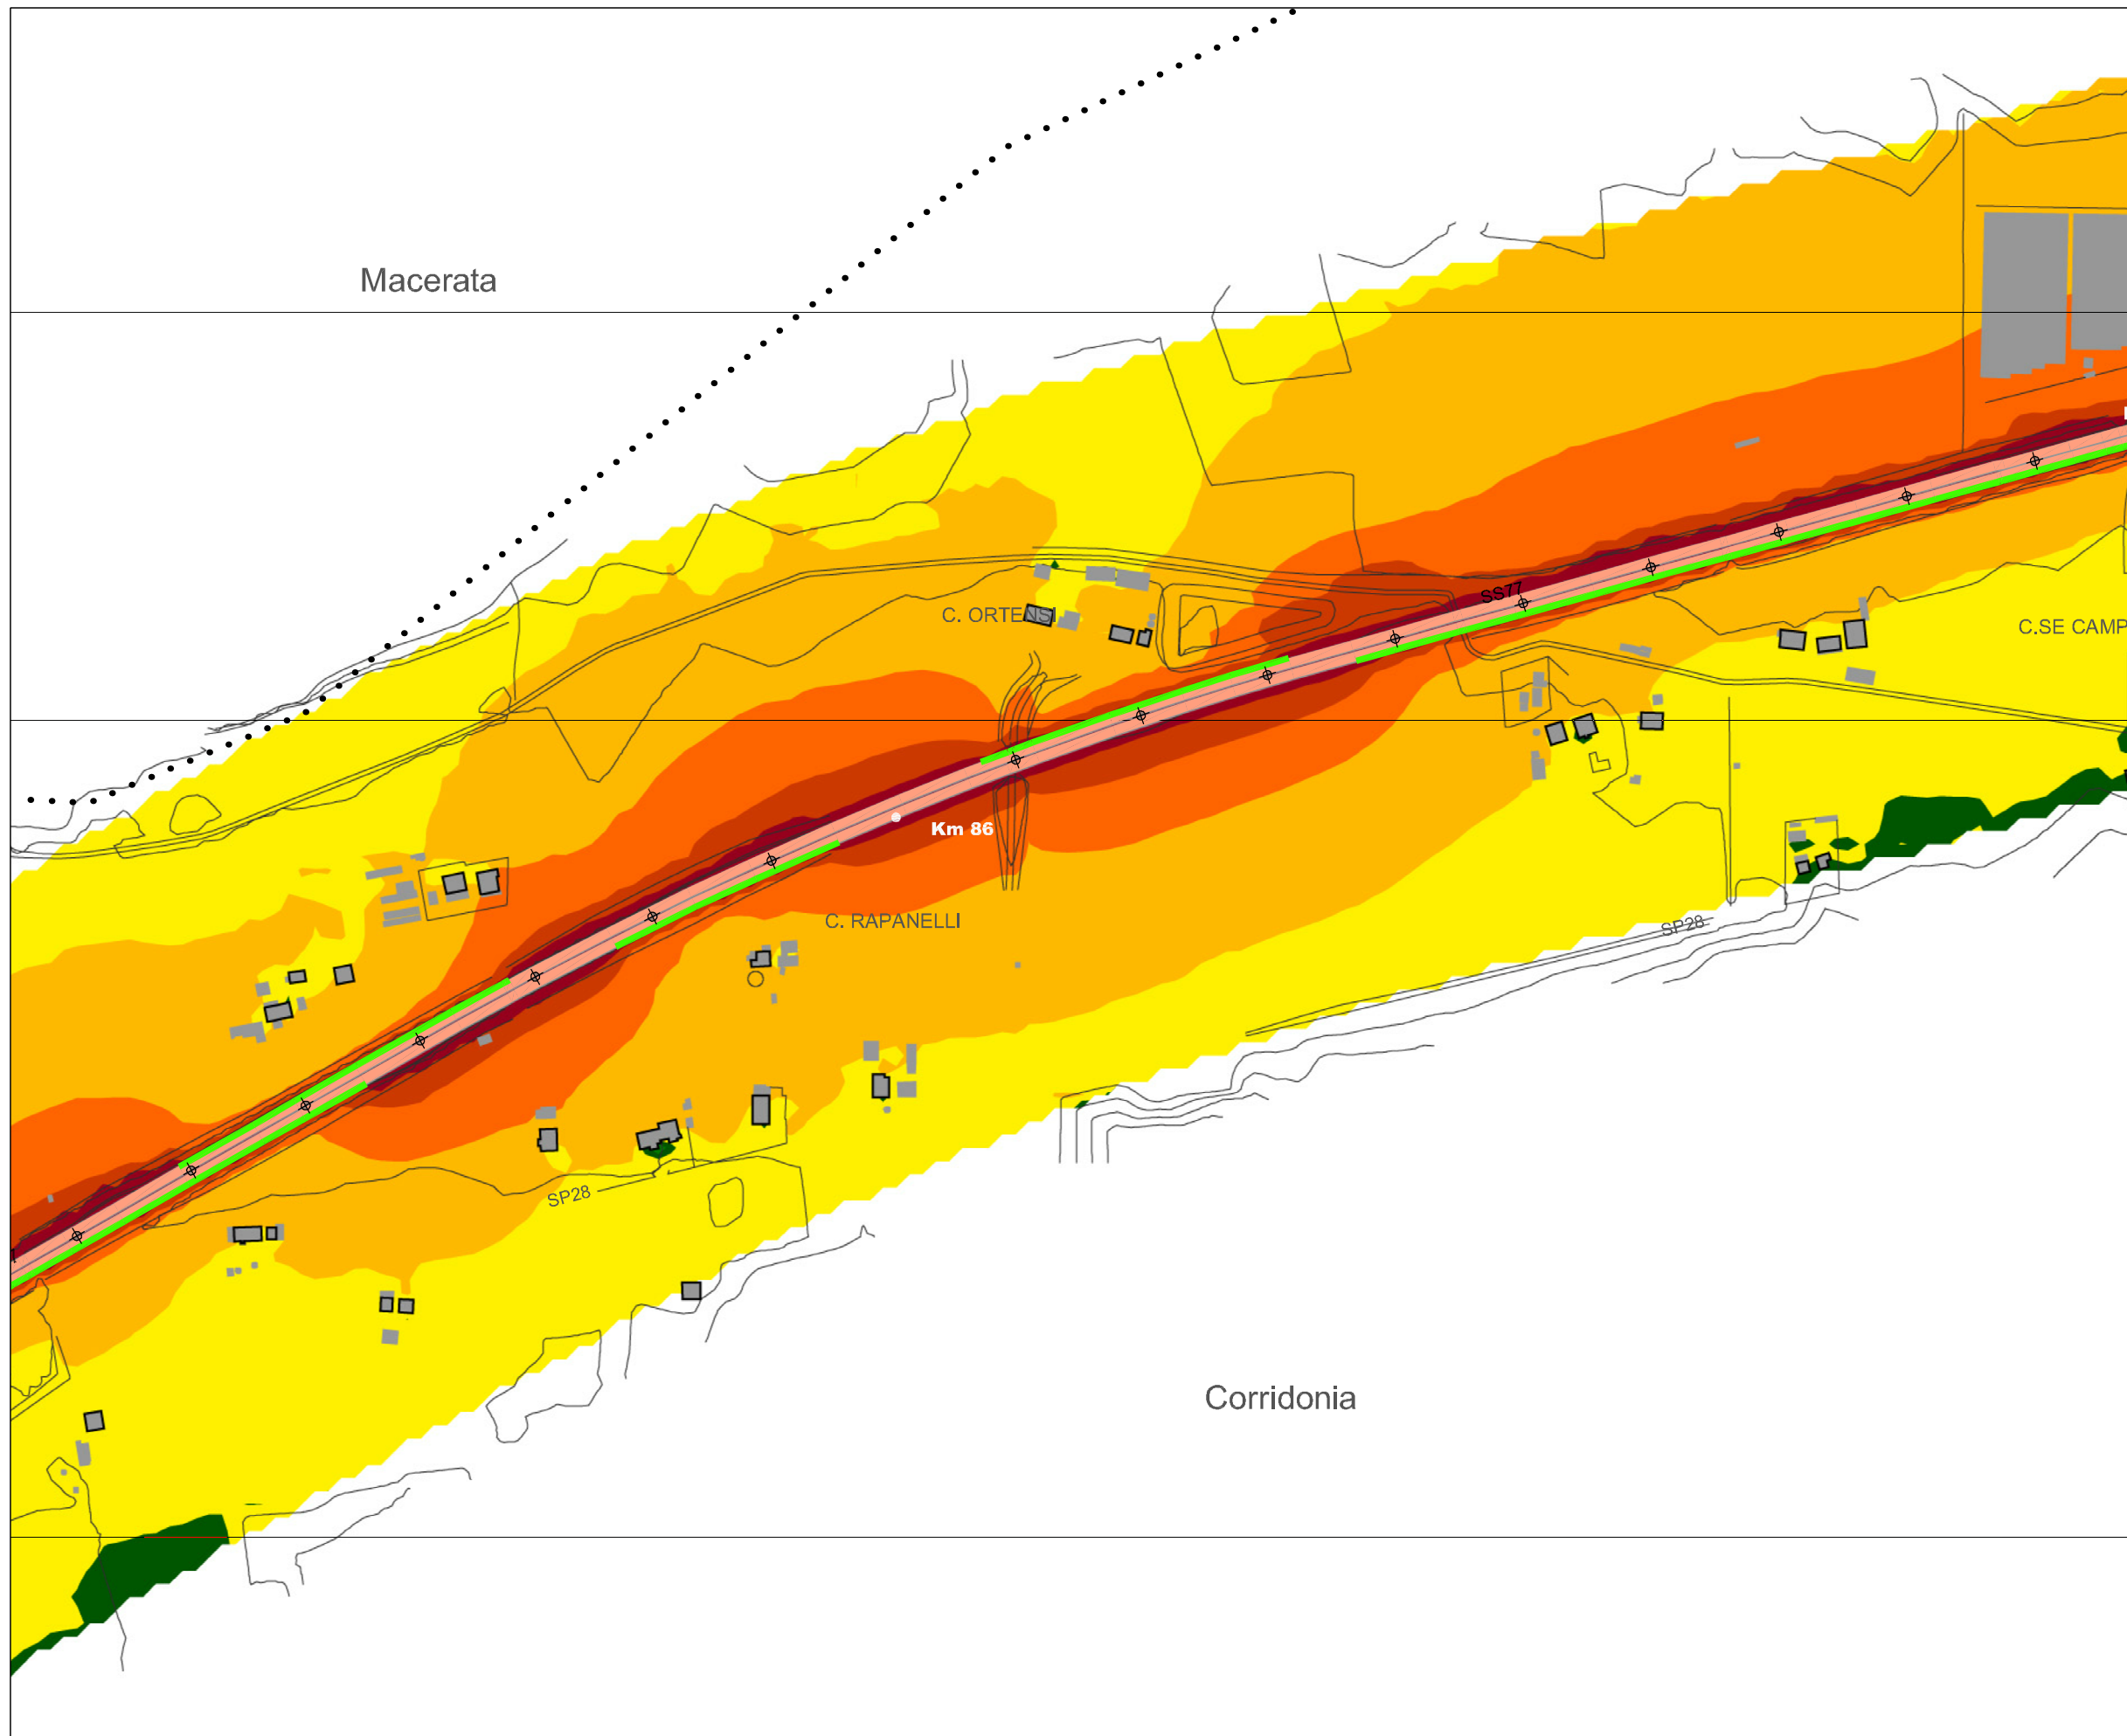 Macerata
C. ORTENSI
SS77
C.SE CAMP
Km 86
C. RAPANELLI
SP28
SP28
Corridonia